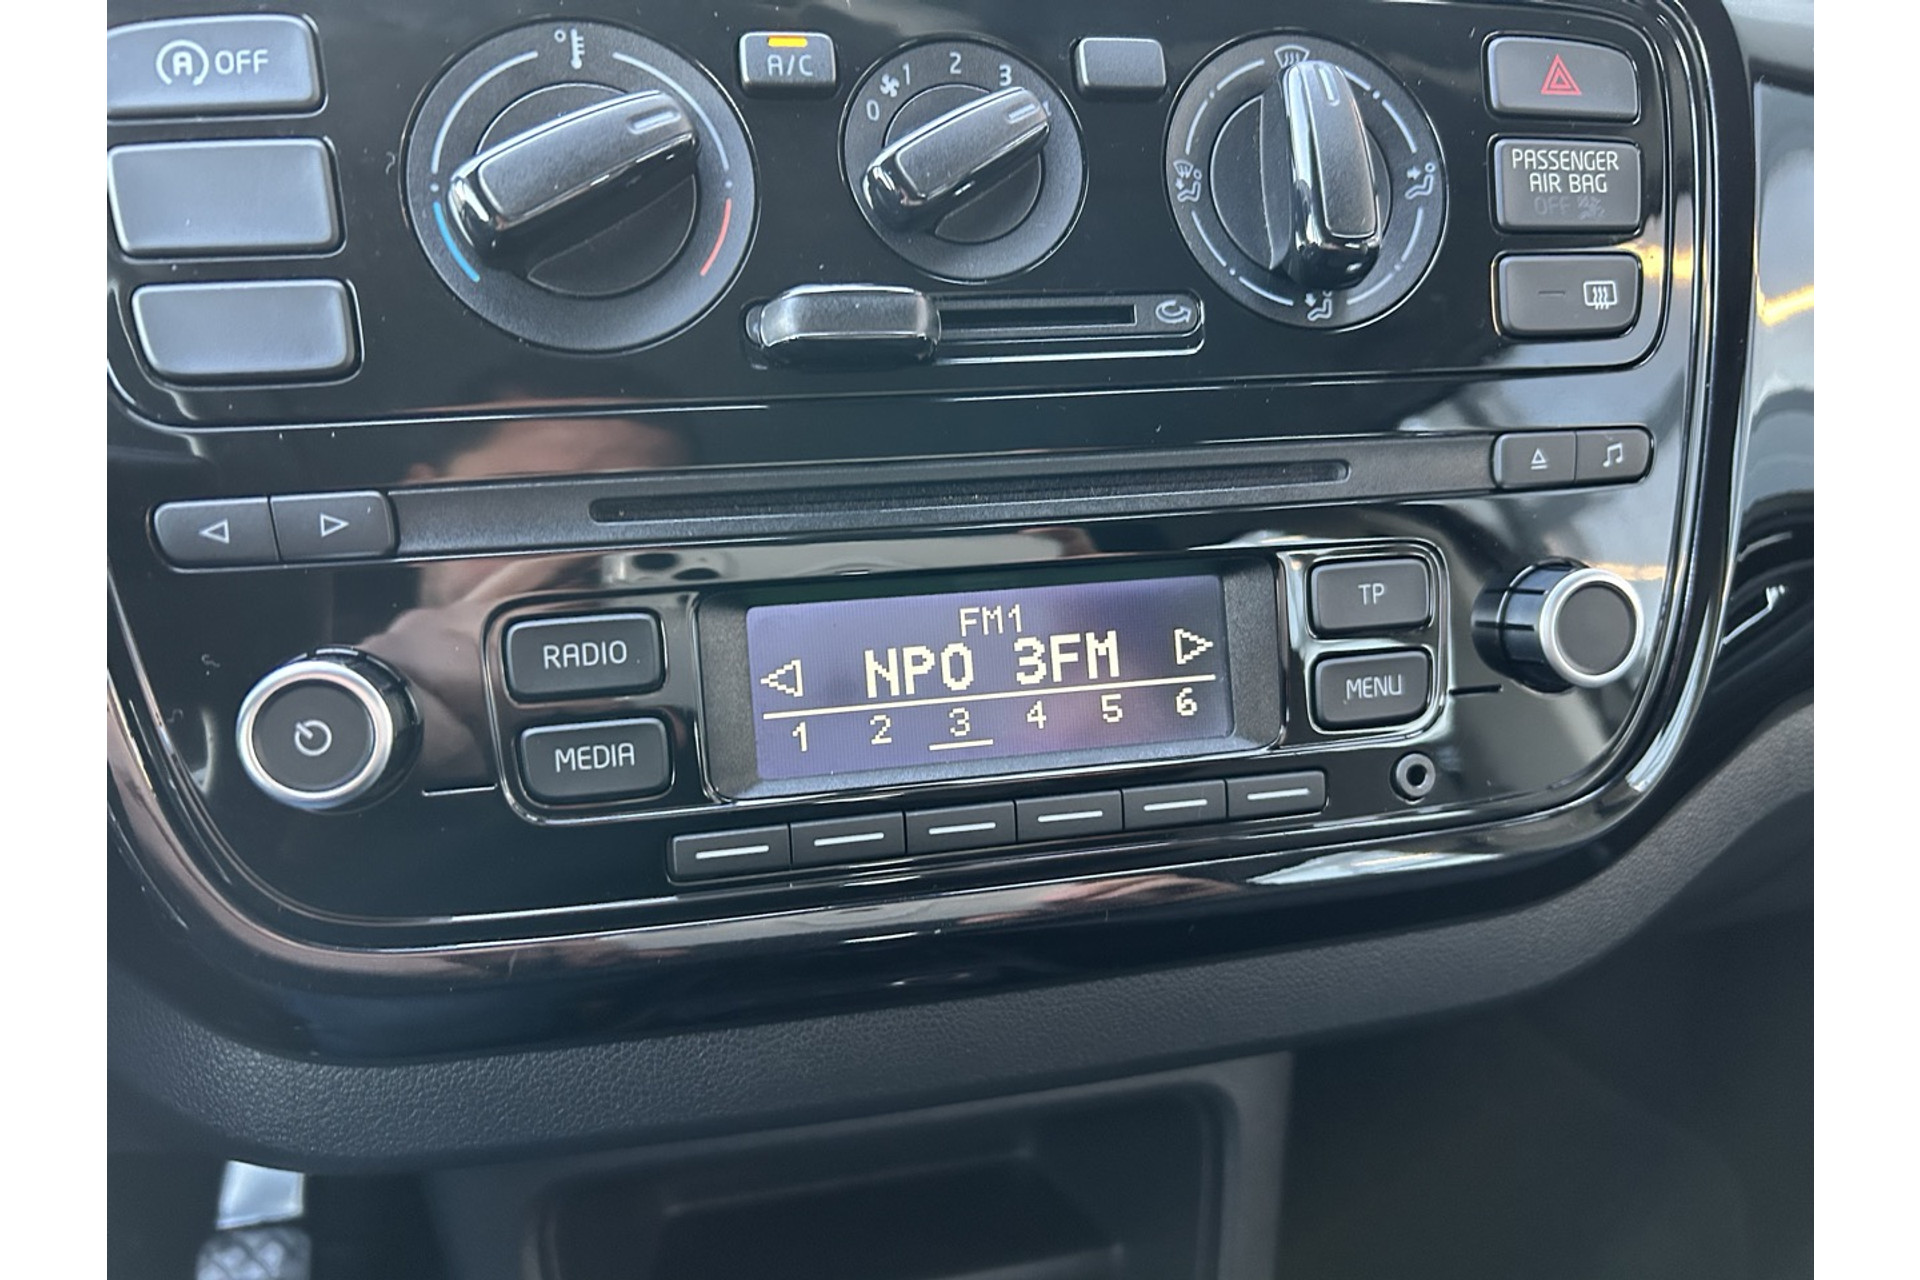 A OFF
A/C
0 1 2 3
PASSENGER
AIR BAG
OFF
RADIO
MEDIA
FM1
NPO 3FM
1 2 3 4 5 6
TP
MENU